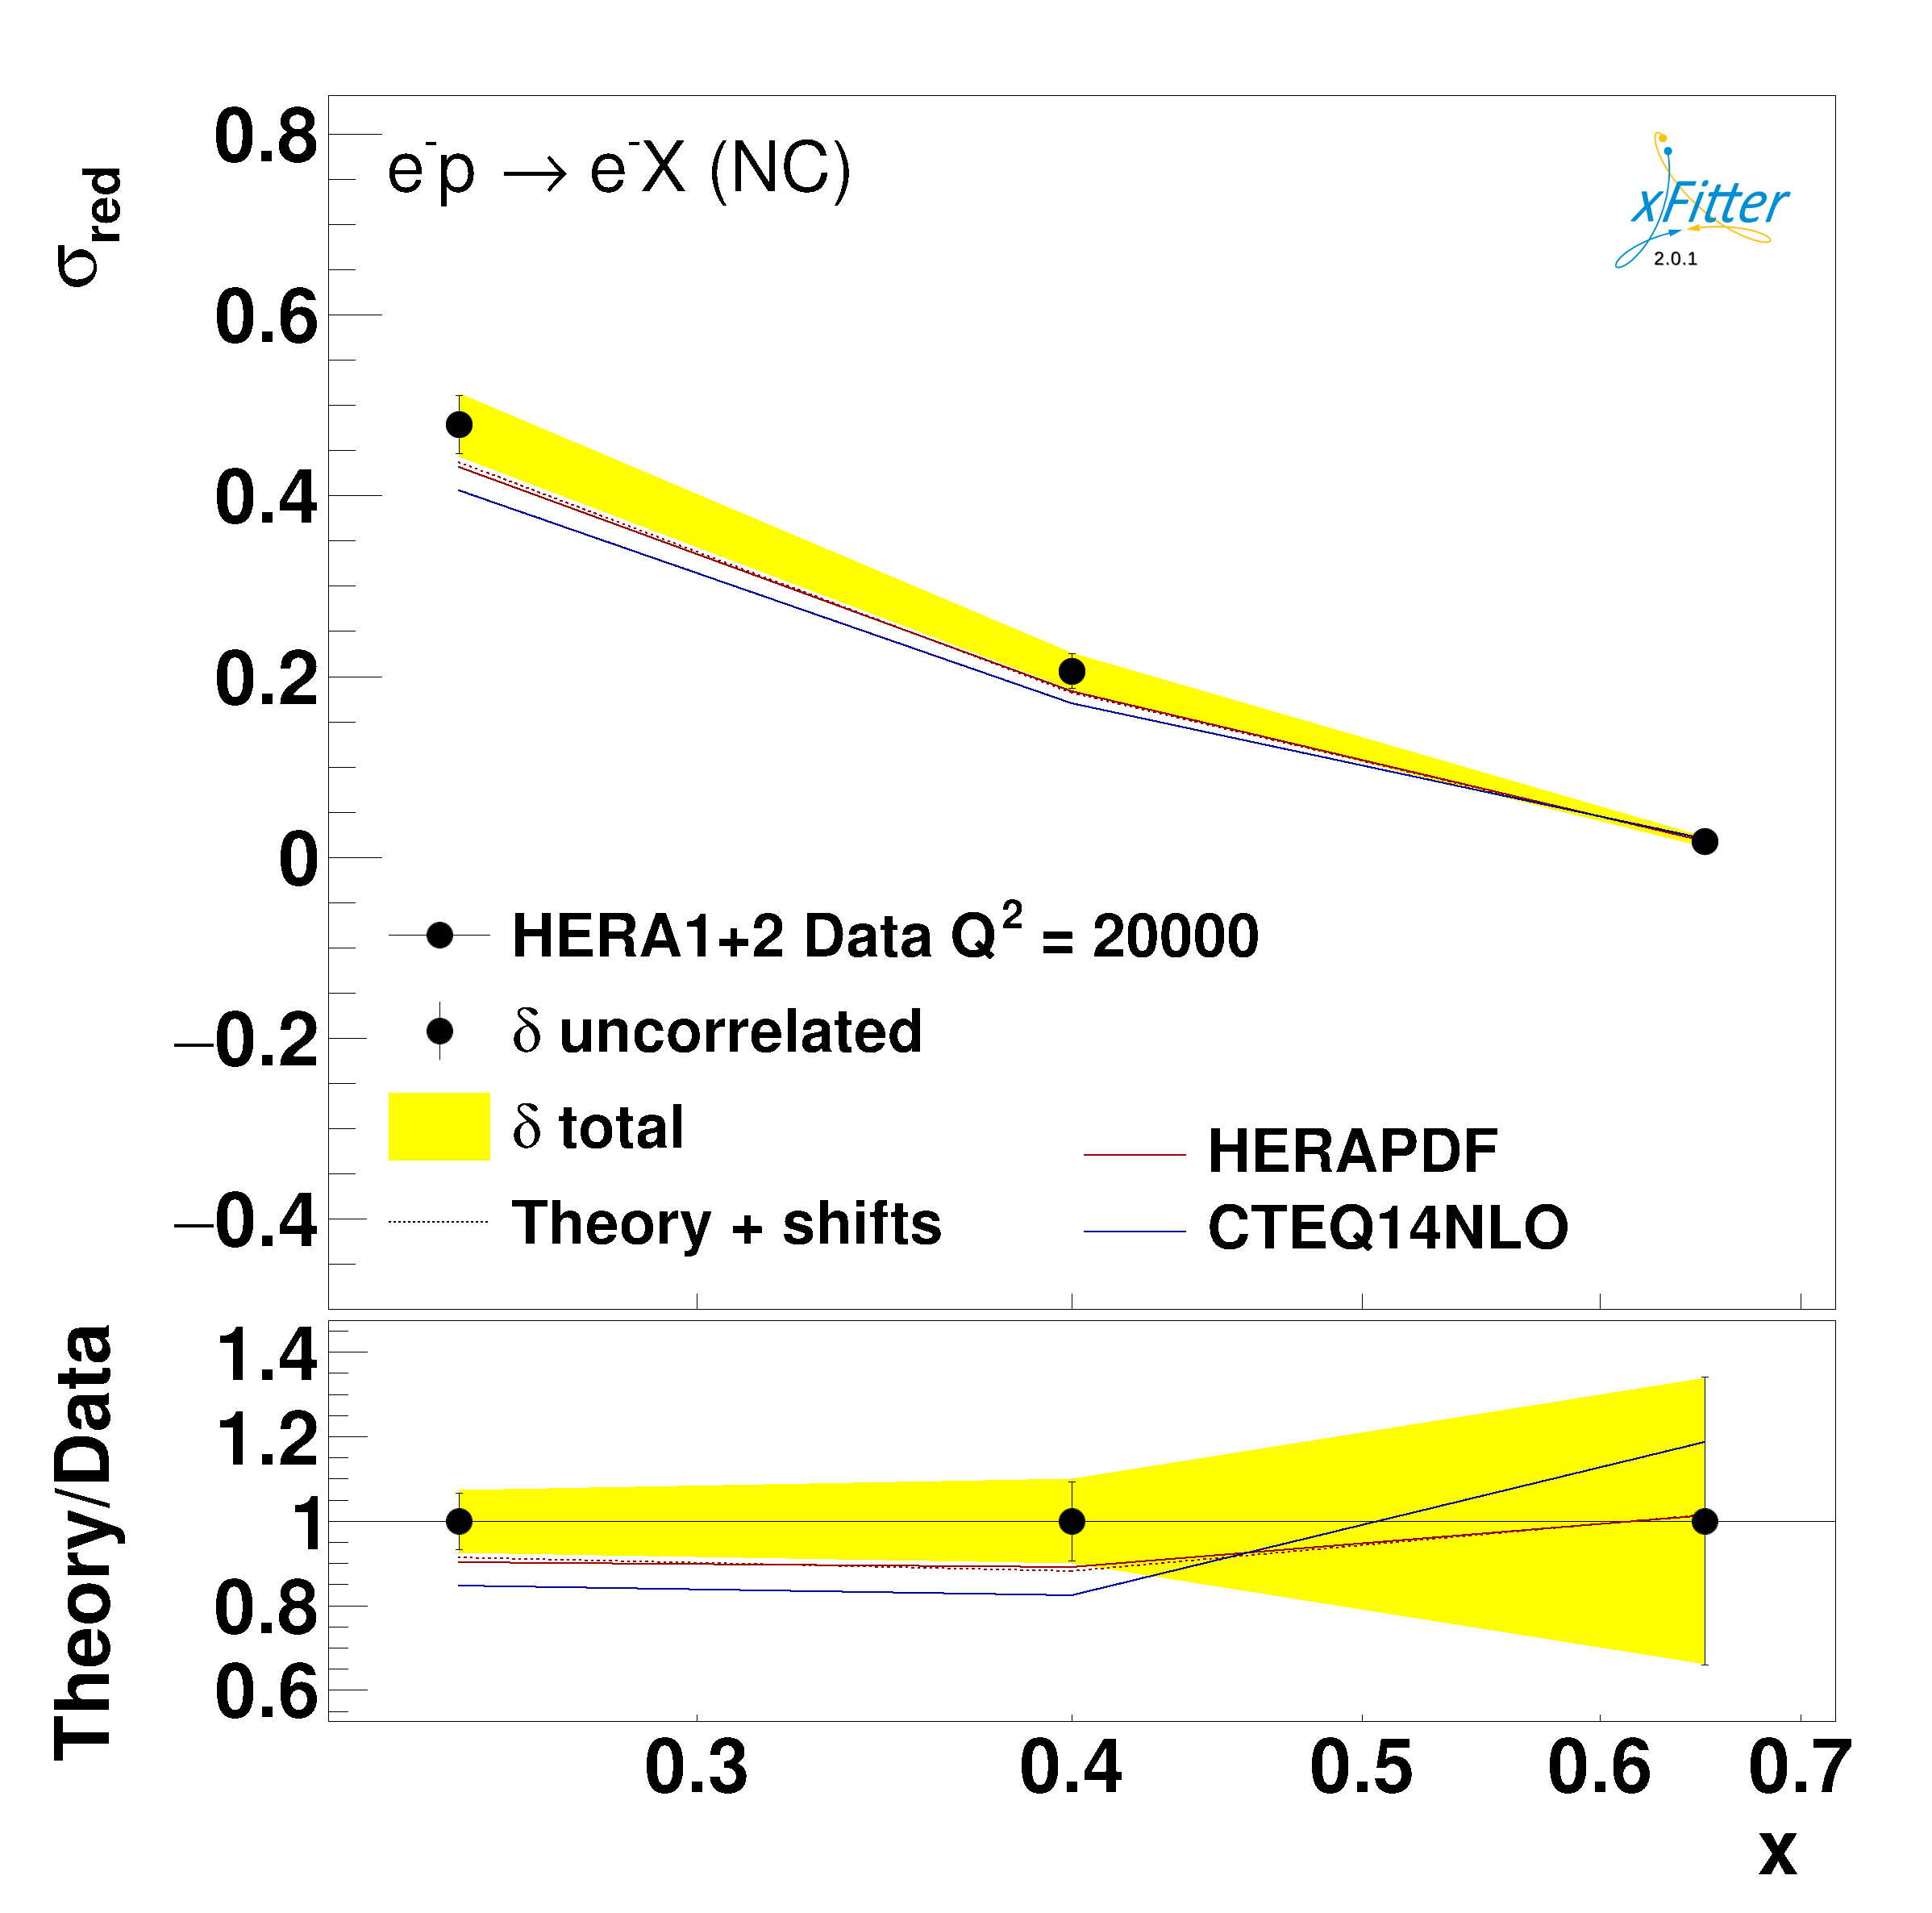 σred
0.8
0.6
0.4
0.2
0
−0.2
−0.4
e⁻p → e⁻X (NC)
xFitter
2.0.1
HERA1+2 Data Q² = 20000
δ uncorrelated
δ total
Theory + shifts
HERAPDF
CTEQ14NLO
Theory/Data
1.4
1.2
1
0.8
0.6
0.3 0.4 0.5 0.6 0.7
x